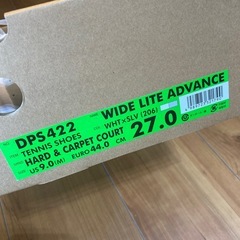 DPS422 WIDE LITE ADVANCE
TENNIS SHOES WHT×SLV (206)
HARD & CARPET COURT
US 9.0(M) EURO 44.0 CM 27.0